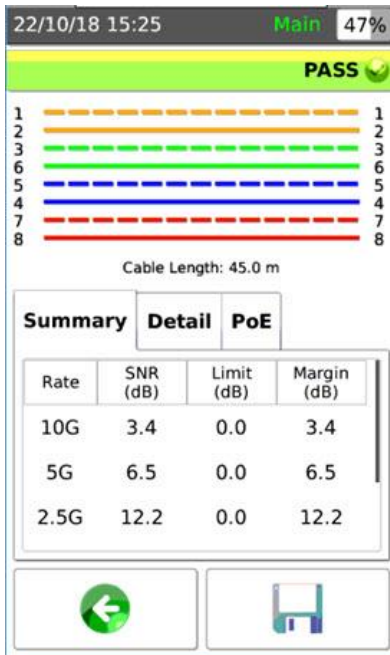 22/10/18 15:25 Main 47%
PASS
1 1
2 2
3 3
6 6
5 5
4 4
7 7
8 8
Cable Length: 45.0 m
Summary Detail PoE
Rate SNR (dB) Limit (dB) Margin (dB)
10G 3.4 0.0 3.4
5G 6.5 0.0 6.5
2.5G 12.2 0.0 12.2